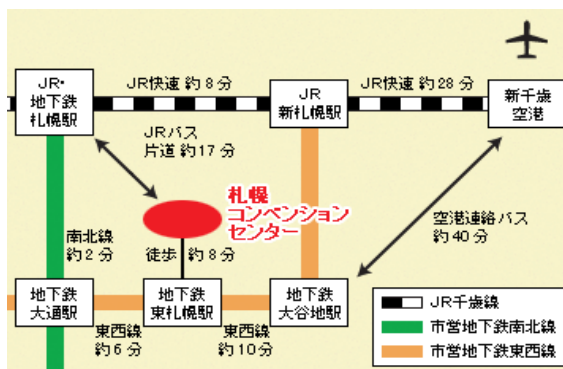 JR・
地下鉄
札幌駅
JR快速 約8分
JR
新札幌駅
JR快速 約28分
新千歳
空港
JRバス
片道 約17分
札幌
コンベンション
センター
空港連絡バス
約40分
南北線
約2分
徒歩 約8分
地下鉄
大通駅
地下鉄
東札幌駅
地下鉄
大谷地駅
東西線
約6分
東西線
約10分
JR千歳線
市営地下鉄南北線
市営地下鉄東西線